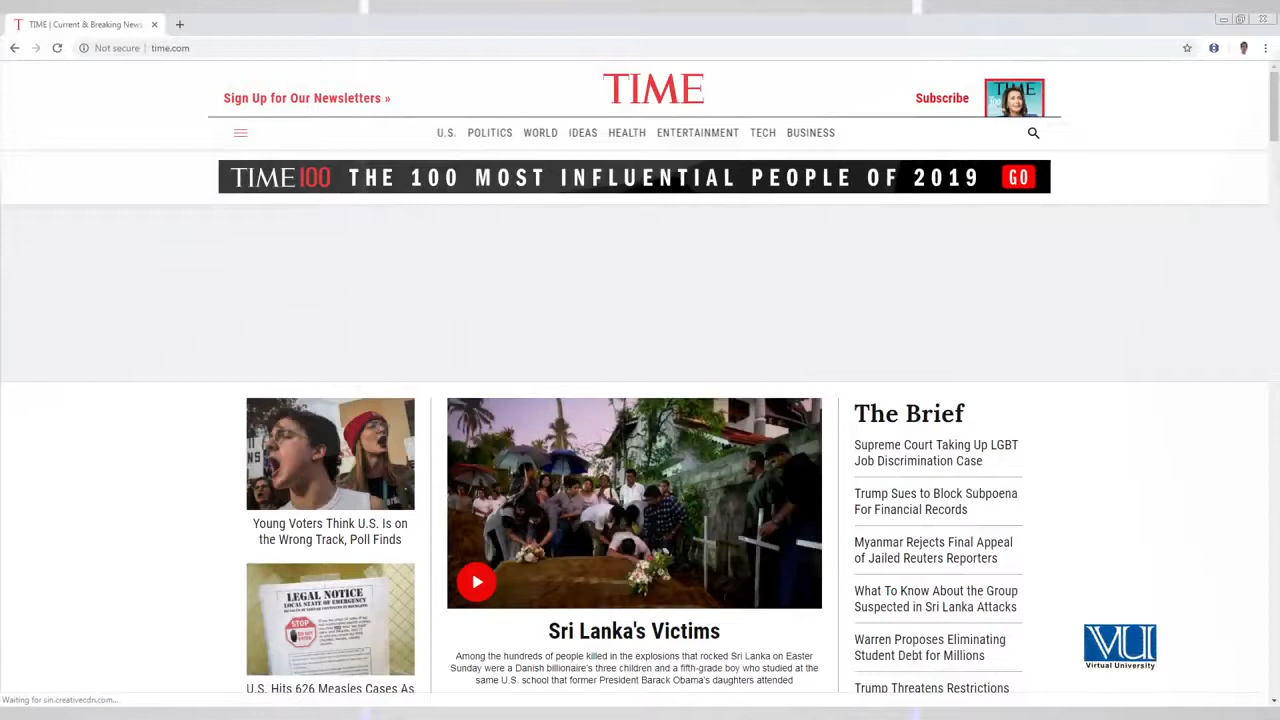 TIME | Current & Breaking News
Not secure | time.com
Sign Up for Our Newsletters »
TIME
Subscribe
TIME
100
U.S. POLITICS WORLD IDEAS HEALTH ENTERTAINMENT TECH BUSINESS
TIME100 THE 100 MOST INFLUENTIAL PEOPLE OF 2019 GO
Young Voters Think U.S. Is on
the Wrong Track, Poll Finds
LEGAL NOTICE
LOCAL STATE OF EMERGENCY
STOP
U.S. Hits 626 Measles Cases As
Sri Lanka's Victims
Among the hundreds of people killed in the explosions that rocked Sri Lanka on Easter
Sunday were a Danish billionaire's three children and a fifth-grade boy who studied at the
same U.S. school that former President Barack Obama's daughters attended
The Brief
Supreme Court Taking Up LGBT
Job Discrimination Case
Trump Sues to Block Subpoena
For Financial Records
Myanmar Rejects Final Appeal
of Jailed Reuters Reporters
What To Know About the Group
Suspected in Sri Lanka Attacks
Warren Proposes Eliminating
Student Debt for Millions
Trump Threatens Restrictions
VU
Virtual University
Waiting for sin.creativecdn.com...